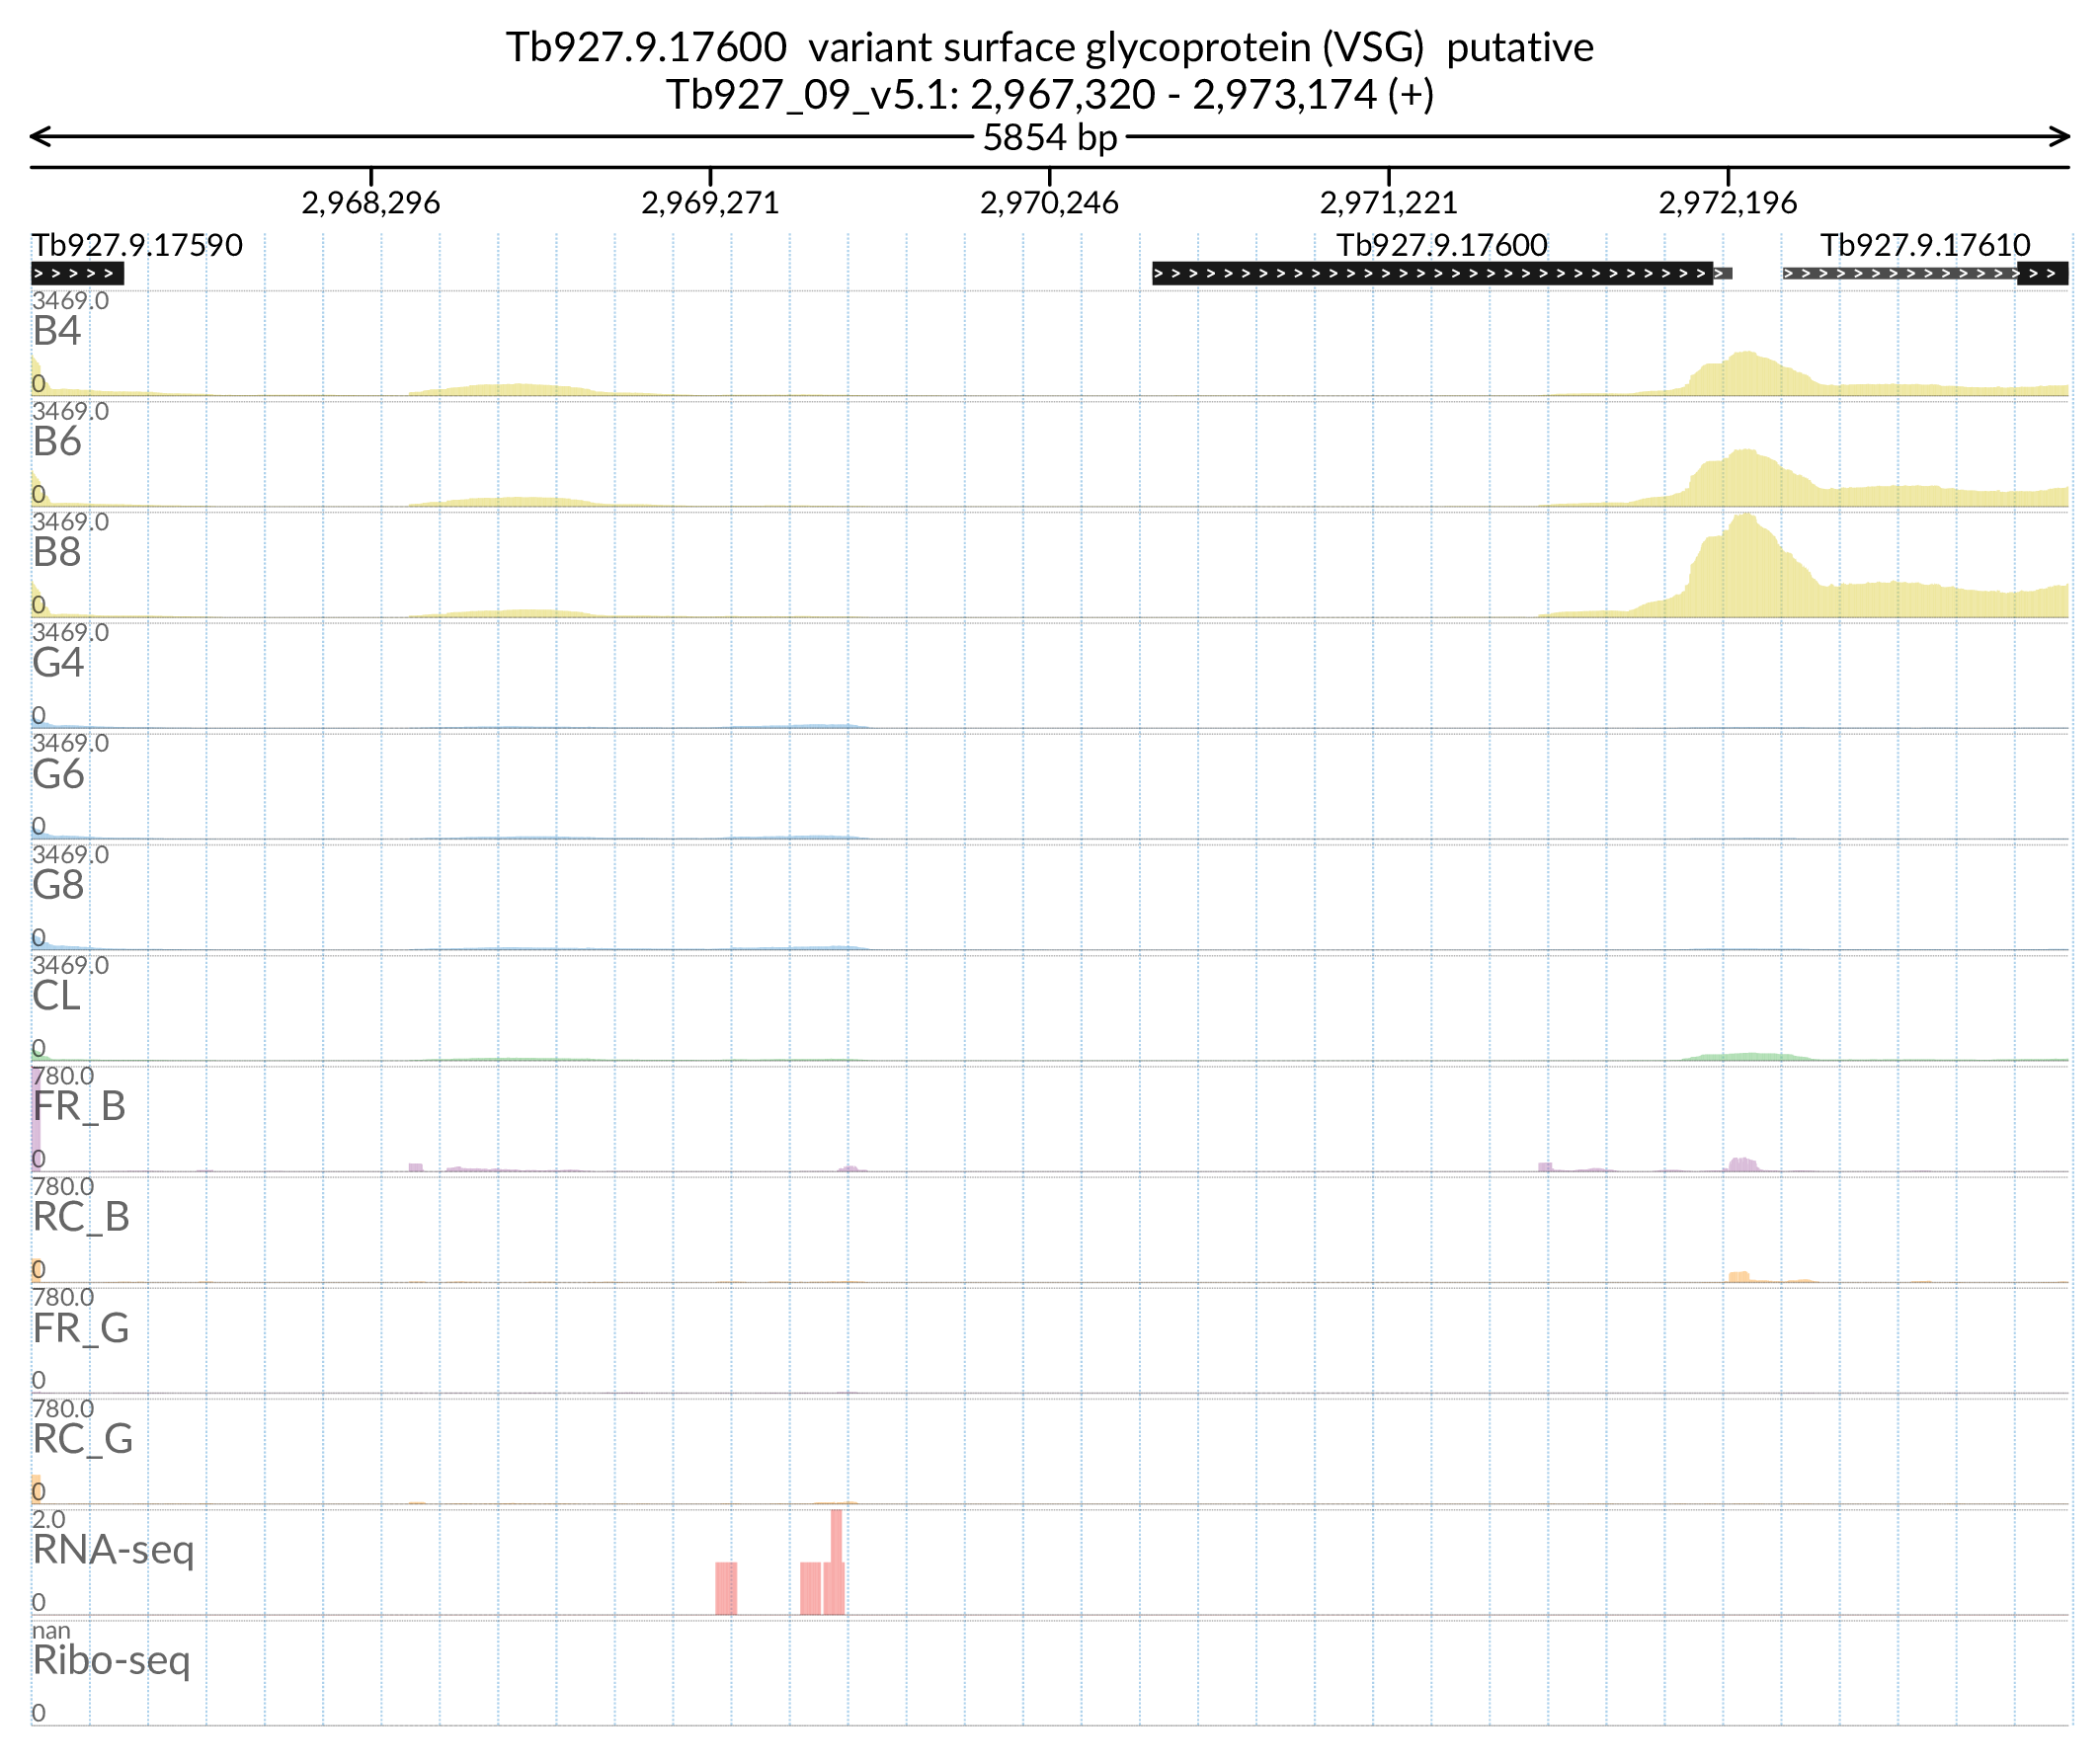 Tb927.9.17600 variant surface glycoprotein (VSG) putative
Tb927_09_v5.1: 2,967,320 - 2,973,174 (+)
5854 bp
2,968,296 2,969,271 2,970,246 2,971,221 2,972,196
Tb927.9.17590 Tb927.9.17600 Tb927.9.17610
3469.0
B4
0
3469.0
B6
0
3469.0
B8
0
3469.0
G4
0
3469.0
G6
0
3469.0
G8
0
3469.0
CL
0
780.0
FR_B
0
780.0
RC_B
0
780.0
FR_G
0
780.0
RC_G
0
2.0
RNA-seq
0
nan
Ribo-seq
0